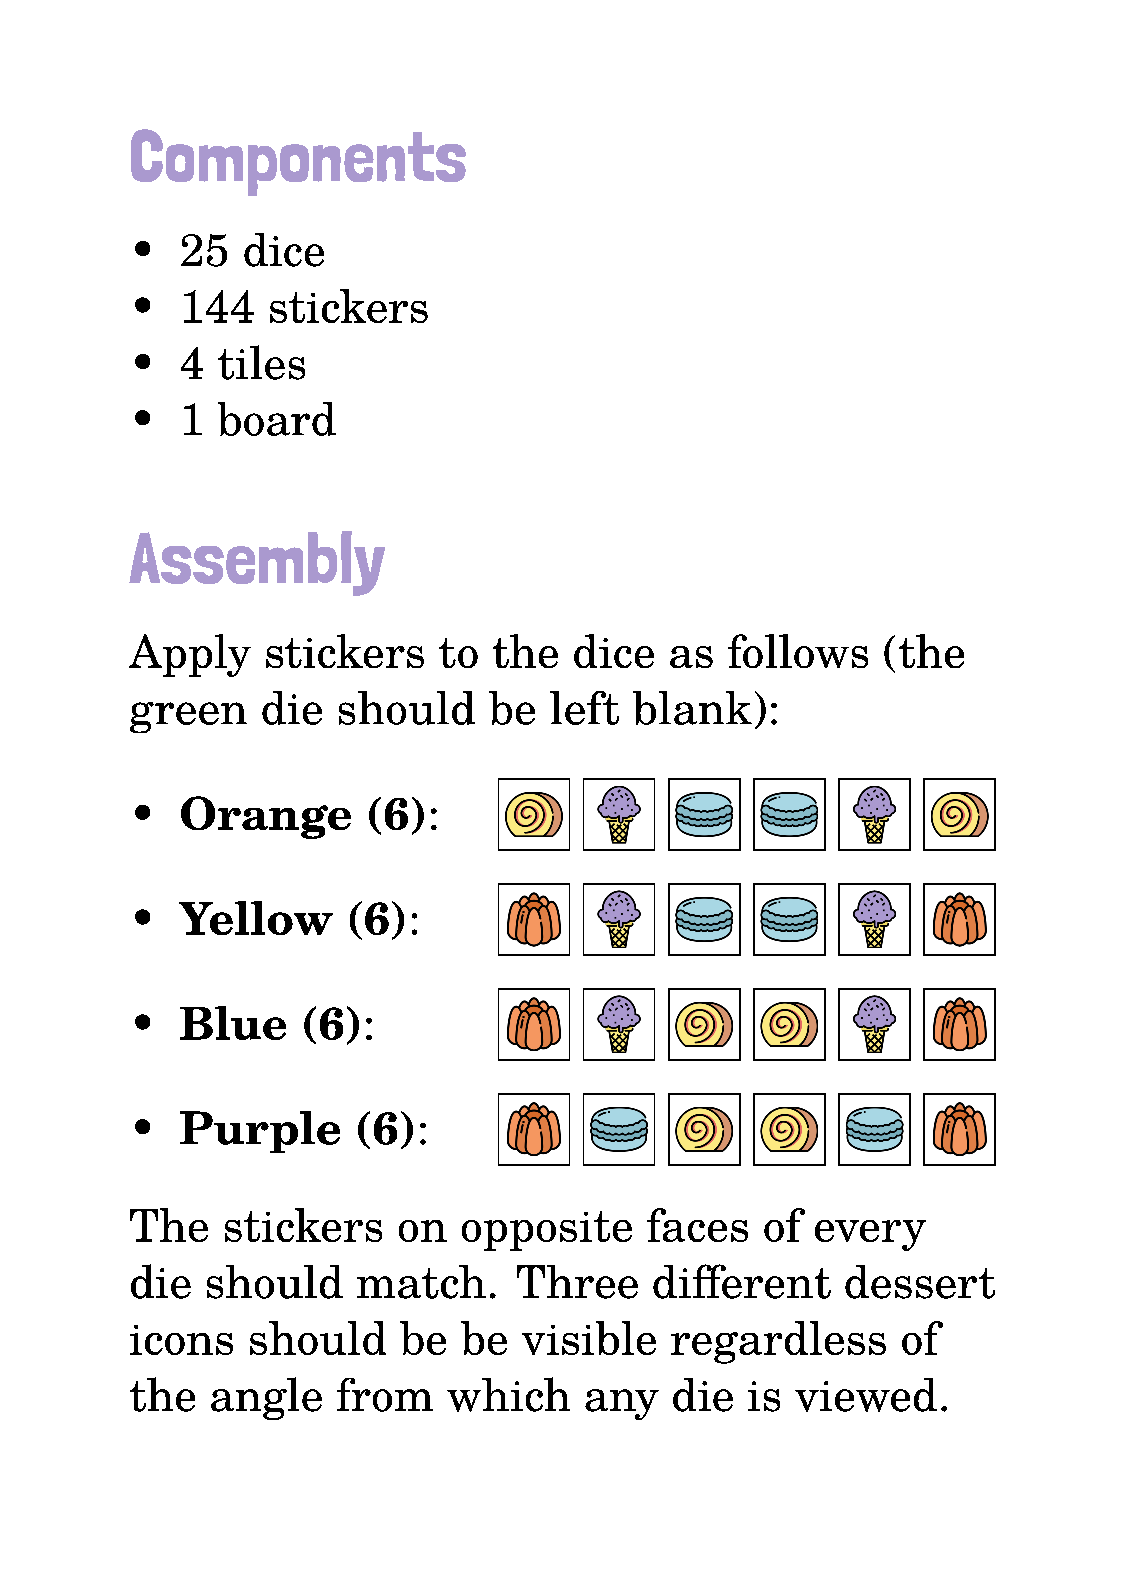 Components
• 25 dice
• 144 stickers
• 4 tiles
• 1 board
Assembly
Apply stickers to the dice as follows (the
green die should be left blank):
• Orange (6):
• Yellow (6):
• Blue (6):
• Purple (6):
The stickers on opposite faces of every
die should match. Three different dessert
icons should be be visible regardless of
the angle from which any die is viewed.